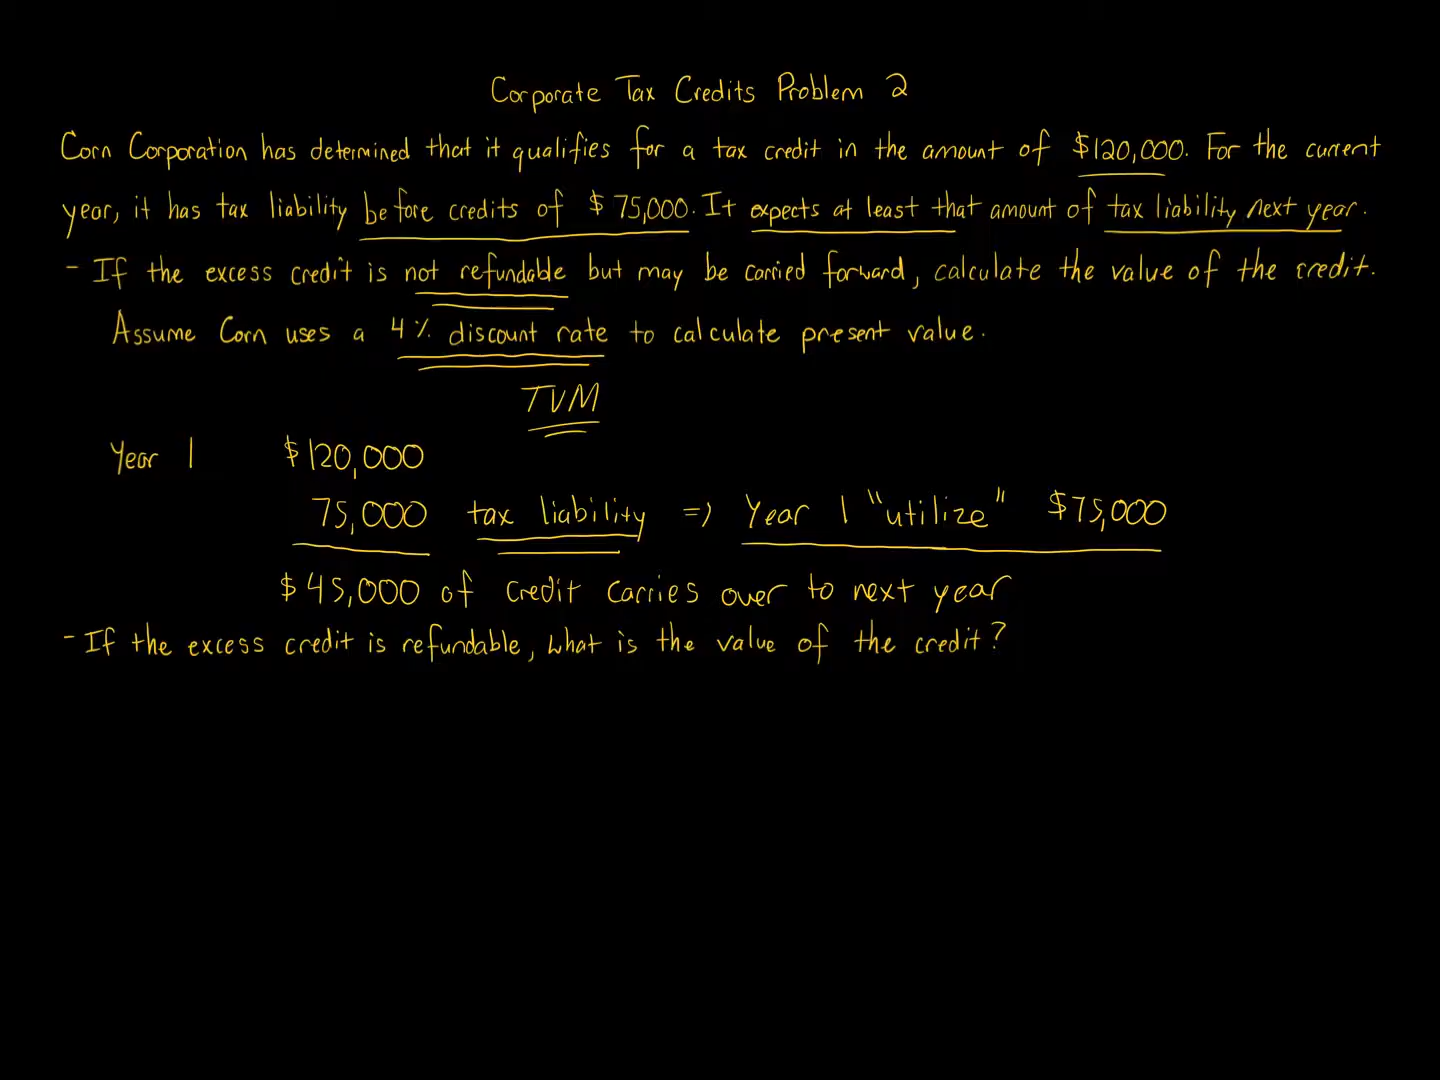 Corporate Tax Credits Problem 2
Corn Corporation has determined that it qualifies for a tax credit in the amount of $120,000. For the current
year, it has tax liability before credits of $75,000. It expects at least that amount of tax liability next year.
- If the excess credit is not refundable but may be carried forward, calculate the value of the credit.
Assume Corn uses a 4% discount rate to calculate present value.
TVM
Year 1 $120,000
75,000 tax liability => Year 1 "utilize" $75,000
$45,000 of credit carries over to next year
- If the excess credit is refundable, what is the value of the credit?